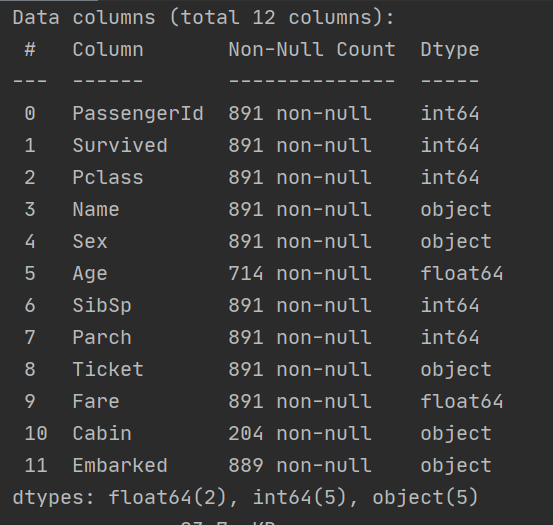 Data columns (total 12 columns):
 #   Column       Non-Null Count  Dtype
---  ------       --------------  -----
 0   PassengerId  891 non-null    int64
 1   Survived     891 non-null    int64
 2   Pclass       891 non-null    int64
 3   Name         891 non-null    object
 4   Sex          891 non-null    object
 5   Age          714 non-null    float64
 6   SibSp        891 non-null    int64
 7   Parch        891 non-null    int64
 8   Ticket       891 non-null    object
 9   Fare         891 non-null    float64
 10  Cabin        204 non-null    object
 11  Embarked     889 non-null    object
dtypes: float64(2), int64(5), object(5)